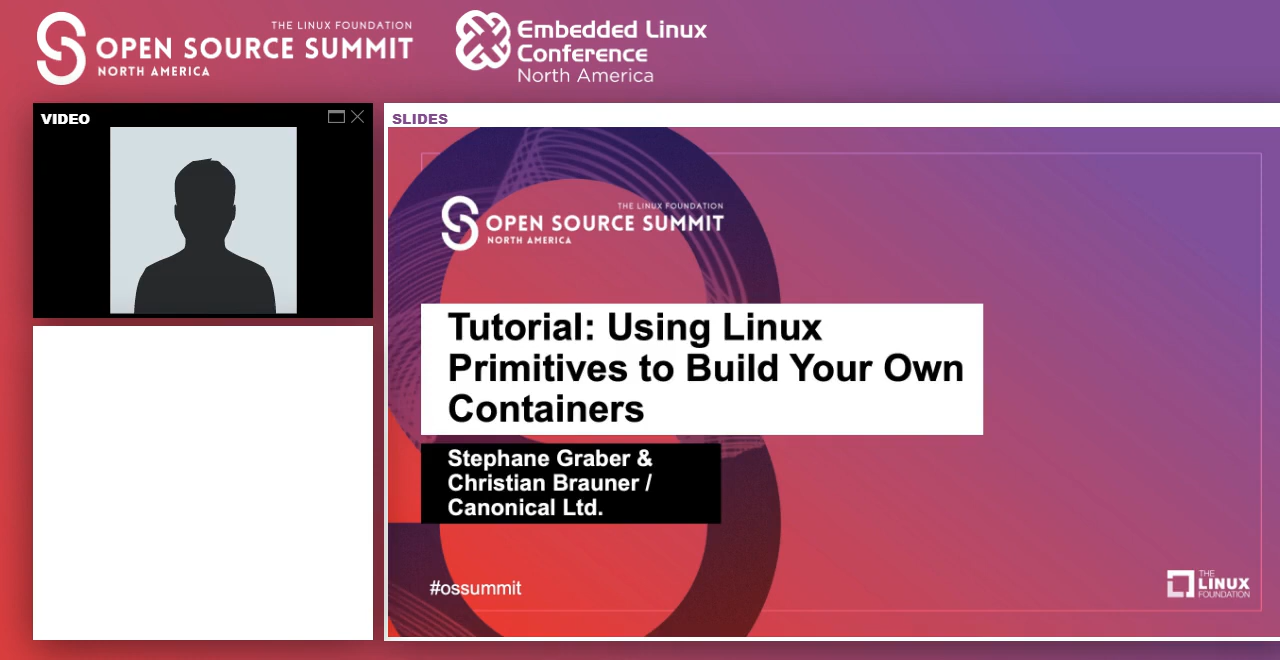 THE LINUX FOUNDATION
OPEN SOURCE SUMMIT
NORTH AMERICA
Embedded Linux
Conference
North America
VIDEO
SLIDES
THE LINUX FOUNDATION
OPEN SOURCE SUMMIT
NORTH AMERICA
Tutorial: Using Linux
Primitives to Build Your Own
Containers
Stephane Graber &
Christian Brauner /
Canonical Ltd.
#ossummit
THE
LINUX
FOUNDATION